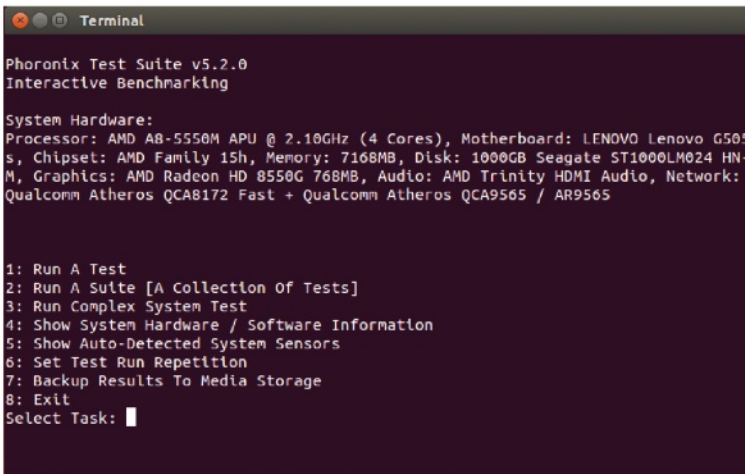 Terminal
Phoronix Test Suite v5.2.0
Interactive Benchmarking
System Hardware:
Processor: AMD A8-5550M APU @ 2.10GHz (4 Cores), Motherboard: LENOVO Lenovo G505
s, Chipset: AMD Family 15h, Memory: 7168MB, Disk: 1000GB Seagate ST1000LM024 HN-
M, Graphics: AMD Radeon HD 8550G 768MB, Audio: AMD Trinity HDMI Audio, Network:
Qualcomm Atheros QCA8172 Fast + Qualcomm Atheros QCA9565 / AR9565
1: Run A Test
2: Run A Suite [A Collection Of Tests]
3: Run Complex System Test
4: Show System Hardware / Software Information
5: Show Auto-Detected System Sensors
6: Set Test Run Repetition
7: Backup Results To Media Storage
8: Exit
Select Task: